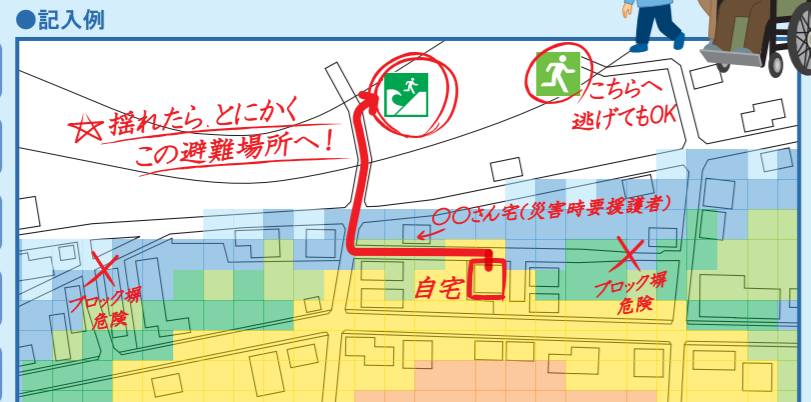 ●記入例
☆揺れたら、とにかく
この避難場所へ!
こちらへ
逃げてもOK
〇〇さん宅(災害時要援護者)
自宅
ブロック塀
危険
ブロック塀
危険